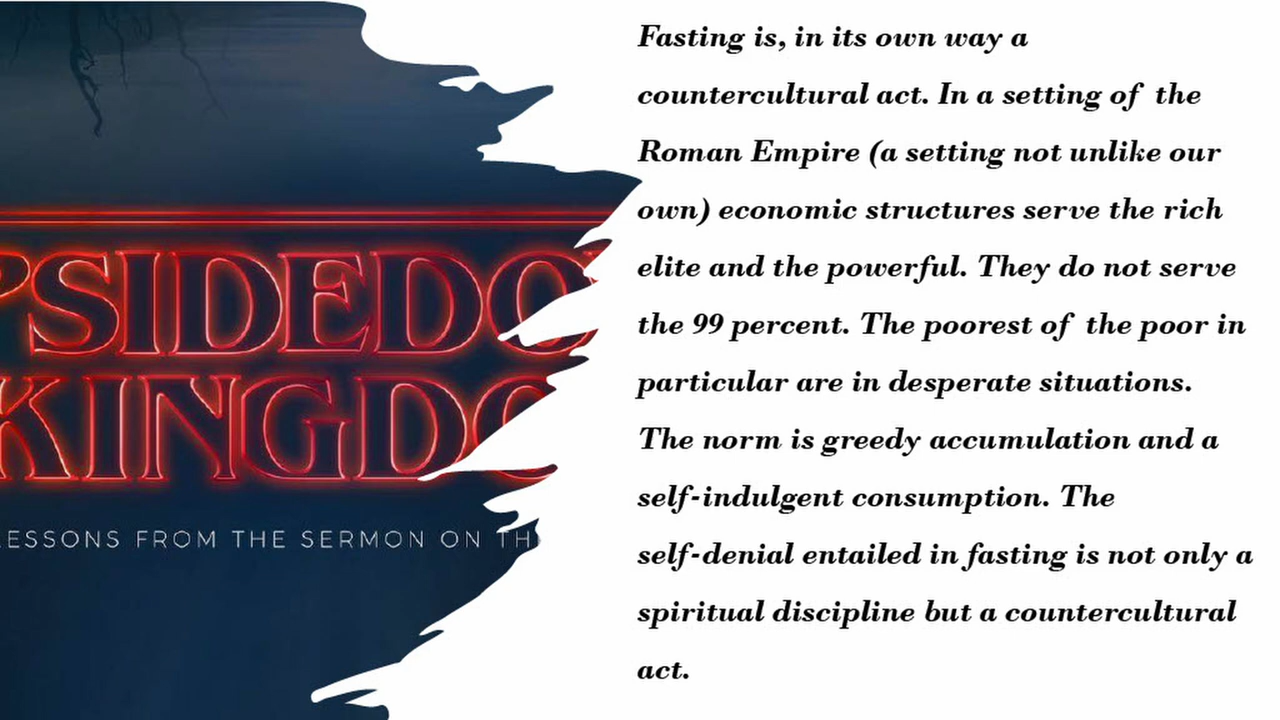 PSIDEDO
KINGDO
LESSONS FROM THE SERMON ON TH
Fasting is, in its own way a
countercultural act. In a setting of the
Roman Empire (a setting not unlike our
own) economic structures serve the rich
elite and the powerful. They do not serve
the 99 percent. The poorest of the poor in
particular are in desperate situations.
The norm is greedy accumulation and a
self-indulgent consumption. The
self-denial entailed in fasting is not only a
spiritual discipline but a countercultural
act.